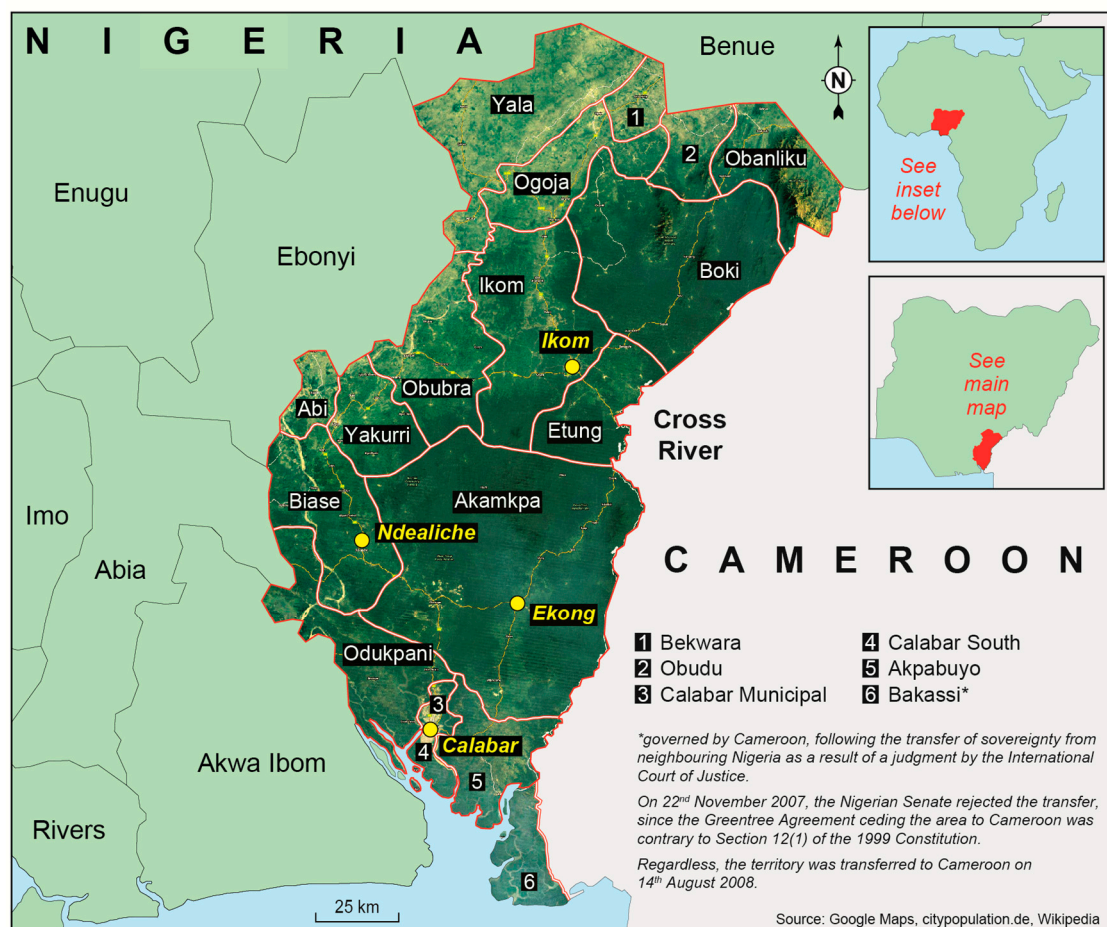 N I G E R I A
Benue
N
Yala
1
2
Obanliku
Enugu
Ogoja
See
inset
below
Ebonyi
Ikom
Boki
Ikom
See
main
map
Obubra
Abi
Yakurri
Etung
Cross
River
Biase
Akamkpa
Imo
Ndealiche
Abia
C A M E R O O N
Ekong
1 Bekwara
2 Obudu
3 Calabar Municipal
4 Calabar South
5 Akpabuyo
6 Bakassi*
Odukpani
3
Calabar
4
5
Akwa Ibom
Rivers
6
*governed by Cameroon, following the transfer of sovereignty from
neighbouring Nigeria as a result of a judgment by the International
Court of Justice.
On 22nd November 2007, the Nigerian Senate rejected the transfer,
since the Greentree Agreement ceding the area to Cameroon was
contrary to Section 12(1) of the 1999 Constitution.
Regardless, the territory was transferred to Cameroon on
14th August 2008.
25 km
Source: Google Maps, citypopulation.de, Wikipedia